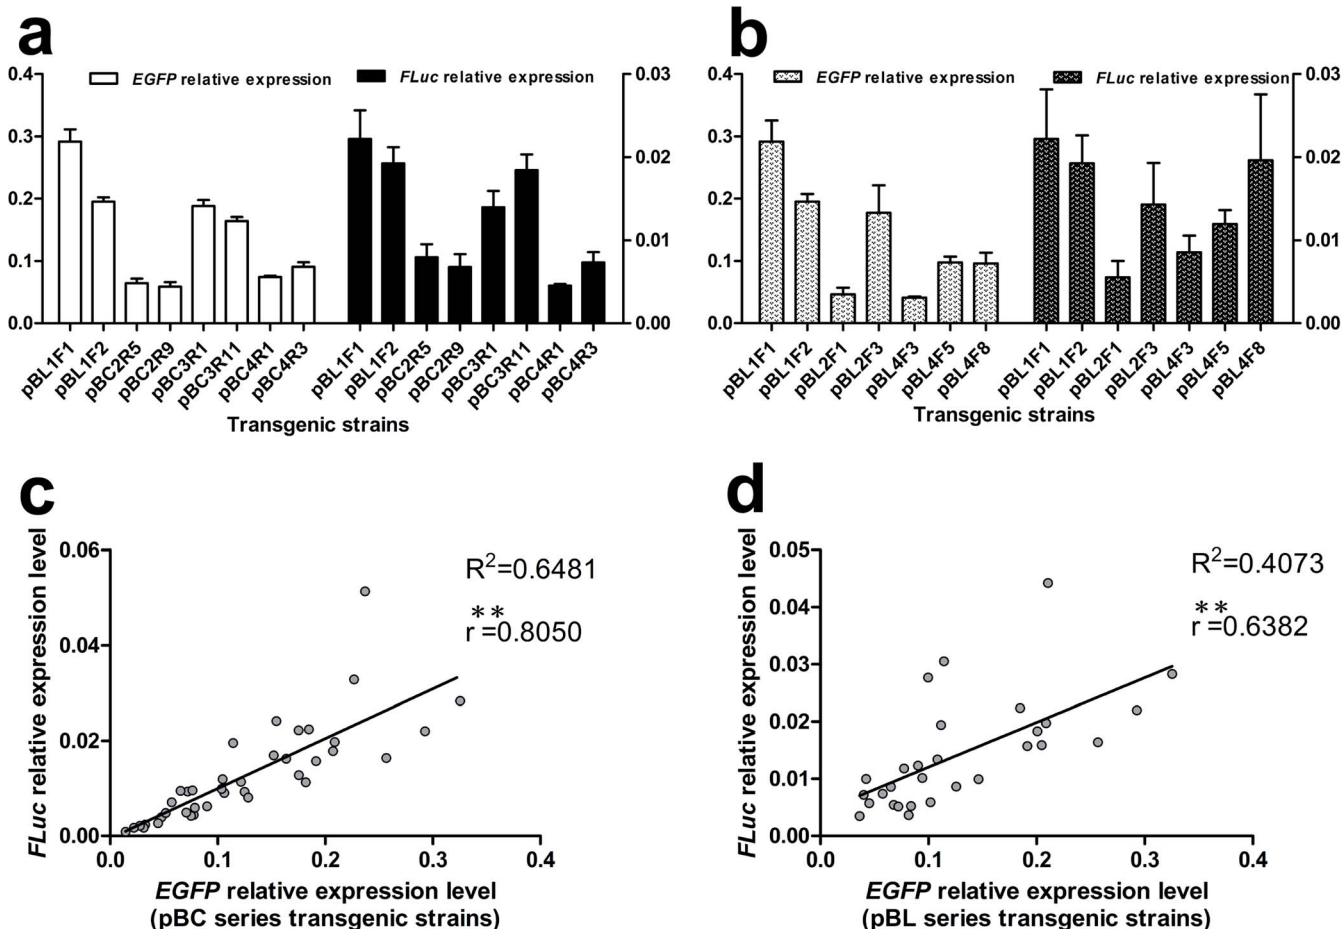 a
EGFP relative expression
FLuc relative expression
0.4
0.3
0.2
0.1
0.0
0.03
0.02
0.01
0.00
pBL1F1
pBL1F2
pBC2R5
pBC2R9
pBC3R1
pBC3R11
pBC4R1
pBC4R3
pBL1F1
pBL1F2
pBC2R5
pBC2R9
pBC3R1
pBC3R11
pBC4R1
pBC4R3
Transgenic strains
b
EGFP relative expression
FLuc relative expression
0.4
0.3
0.2
0.1
0.0
0.03
0.02
0.01
0.00
pBL1F1
pBL1F2
pBL2F1
pBL2F3
pBL4F3
pBL4F5
pBL4F8
pBL1F1
pBL1F2
pBL2F1
pBL2F3
pBL4F3
pBL4F5
pBL4F8
Transgenic strains
c
FLuc relative expression level
0.06
0.04
0.02
0.00
R²=0.6481
**
r =0.8050
0.0 0.1 0.2 0.3 0.4
EGFP relative expression level
(pBC series transgenic strains)
d
FLuc relative expression level
0.05
0.04
0.03
0.02
0.01
0.00
R²=0.4073
**
r =0.6382
0.0 0.1 0.2 0.3 0.4
EGFP relative expression level
(pBL series transgenic strains)